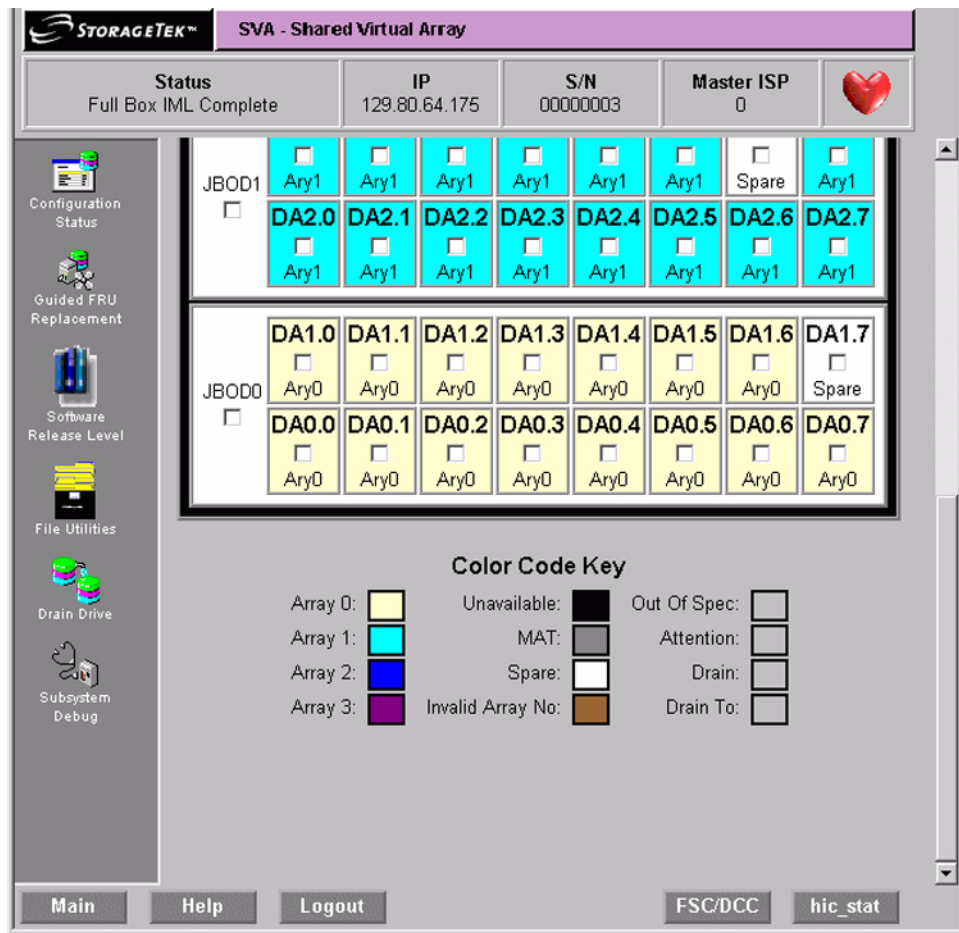 STORAGETEK™ SVA - Shared Virtual Array
Status IP S/N Master ISP
Full Box IML Complete 129.80.64.175 00000003 0
Configuration
Status
Guided FRU
Replacement
Software
Release Level
File Utilities
Drain Drive
Subsystem
Debug
JBOD1
Ary1 Ary1 Ary1 Ary1 Ary1 Ary1 Spare Ary1
DA2.0 DA2.1 DA2.2 DA2.3 DA2.4 DA2.5 DA2.6 DA2.7
Ary1 Ary1 Ary1 Ary1 Ary1 Ary1 Ary1 Ary1
JBOD0
DA1.0 DA1.1 DA1.2 DA1.3 DA1.4 DA1.5 DA1.6 DA1.7
Ary0 Ary0 Ary0 Ary0 Ary0 Ary0 Ary0 Spare
DA0.0 DA0.1 DA0.2 DA0.3 DA0.4 DA0.5 DA0.6 DA0.7
Ary0 Ary0 Ary0 Ary0 Ary0 Ary0 Ary0 Ary0
Color Code Key
Array 0: Unavailable: Out Of Spec:
Array 1: MAT: Attention:
Array 2: Spare: Drain:
Array 3: Invalid Array No: Drain To:
Main Help Logout FSC/DCC hic_stat